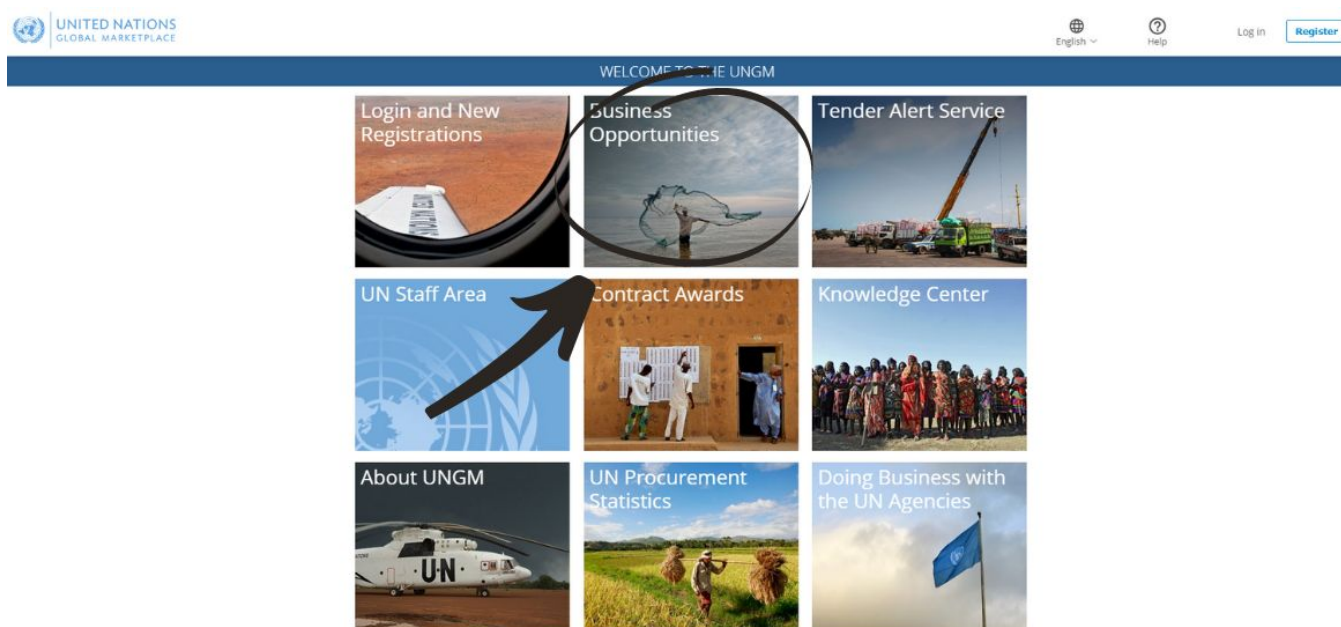 UNITED NATIONS
GLOBAL MARKETPLACE
English
Help
Log in
Register
WELCOME TO THE UNGM
Login and New
Registrations
Business
Opportunities
Tender Alert Service
UN Staff Area
Contract Awards
Knowledge Center
About UNGM
UN
UN Procurement
Statistics
Doing Business with
the UN Agencies